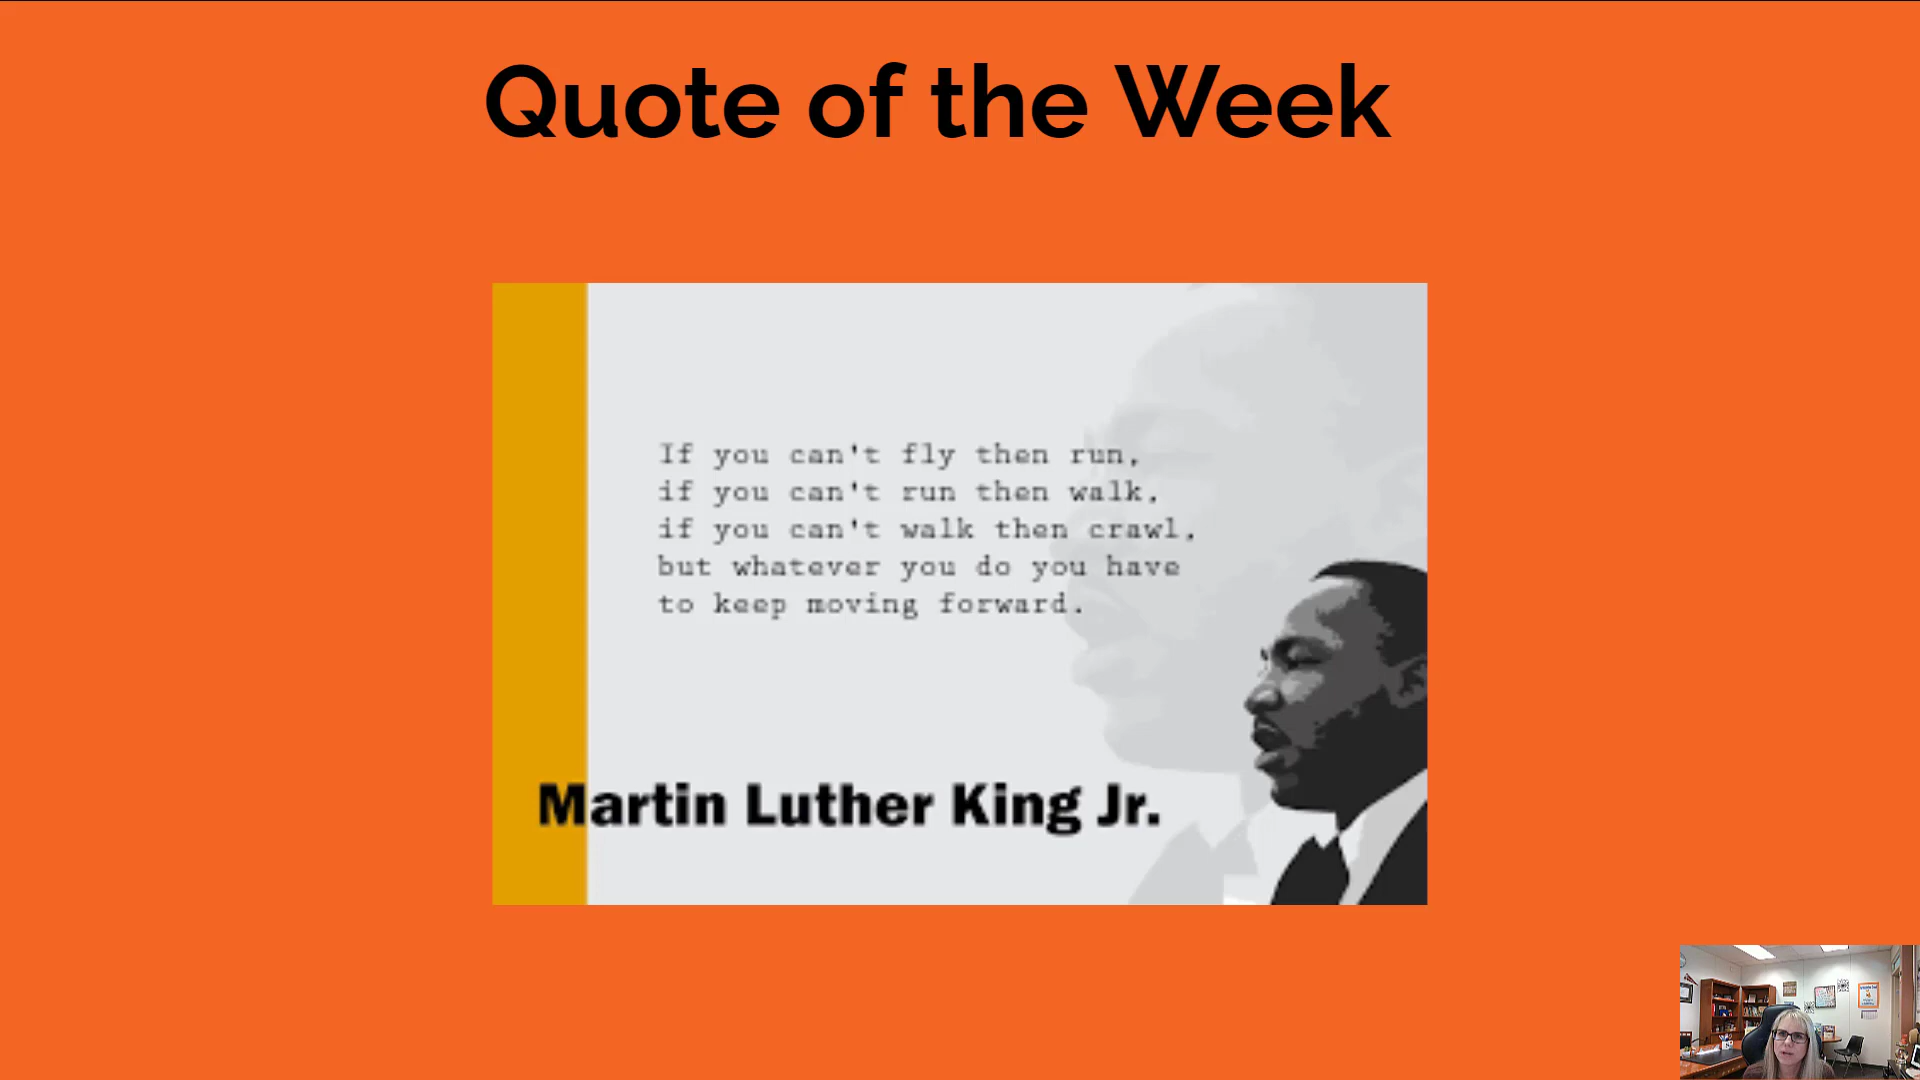 Quote of the Week
If you can't fly then run,
if you can't run then walk,
if you can't walk then crawl,
but whatever you do you have
to keep moving forward.
Martin Luther King Jr.